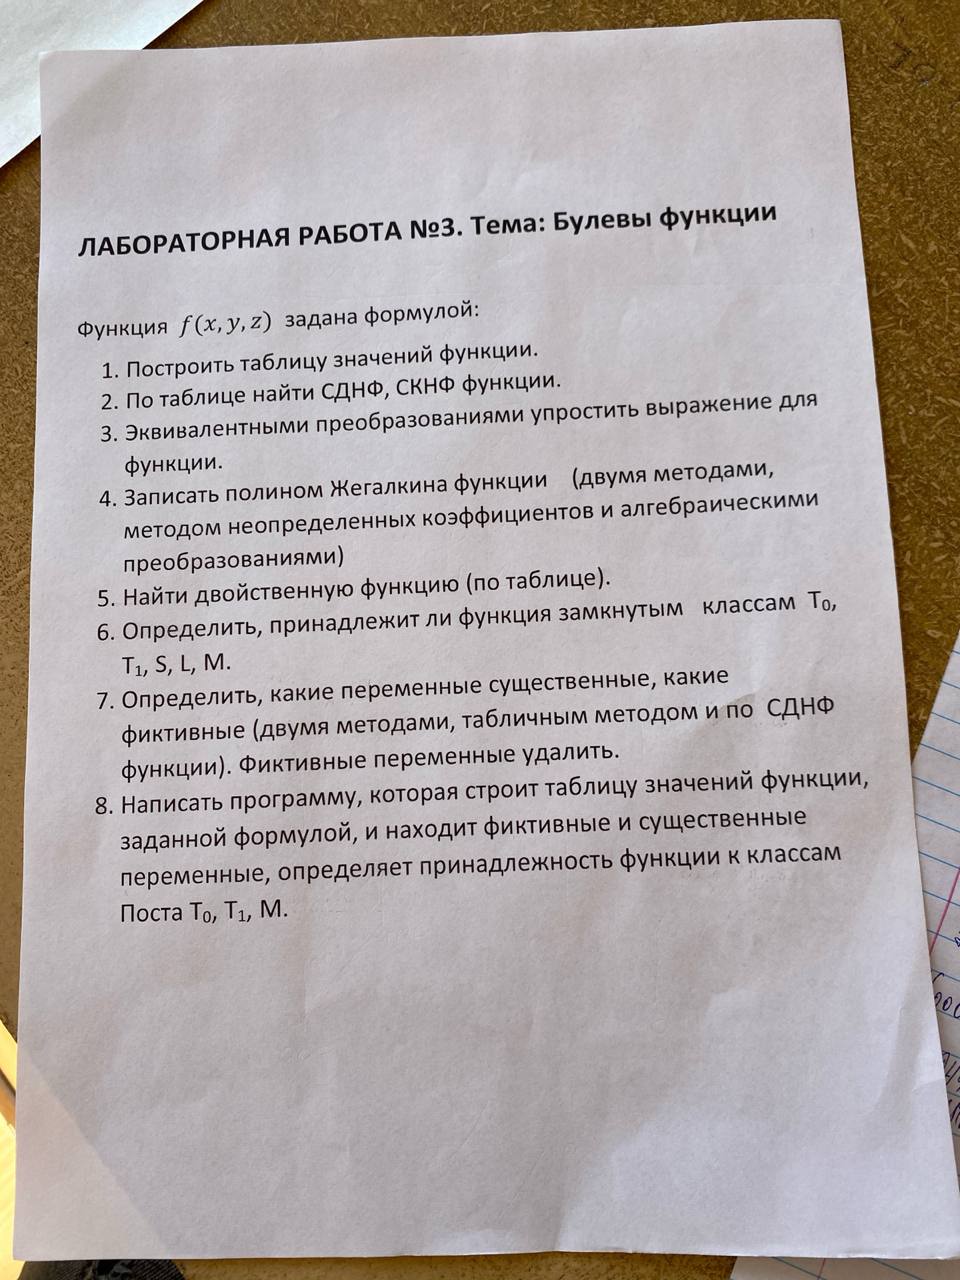 ЛАБОРАТОРНАЯ РАБОТА №3. Тема: Булевы функции
Функция f(x, y, z) задана формулой:
1. Построить таблицу значений функции.
2. По таблице найти СДНФ, СКНФ функции.
3. Эквивалентными преобразованиями упростить выражение для
функции.
4. Записать полином Жегалкина функции (двумя методами,
методом неопределенных коэффициентов и алгебраическими
преобразованиями)
5. Найти двойственную функцию (по таблице).
6. Определить, принадлежит ли функция замкнутым классам T₀,
T₁, S, L, M.
7. Определить, какие переменные существенные, какие
фиктивные (двумя методами, табличным методом и по СДНФ
функции). Фиктивные переменные удалить.
8. Написать программу, которая строит таблицу значений функции,
заданной формулой, и находит фиктивные и существенные
переменные, определяет принадлежность функции к классам
Поста T₀, T₁, M.